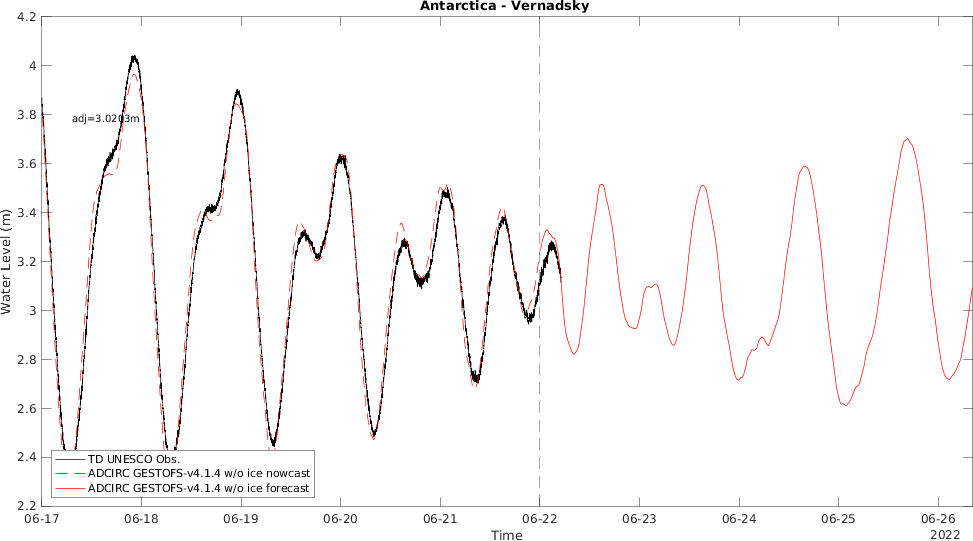 Antarctica - Vernadsky
4.2
4
3.8
3.6
3.4
3.2
3
2.8
2.6
2.4
2.2
Water Level (m)
adj=3.0203m
TD UNESCO Obs.
ADCIRC GESTOFS-v4.1.4 w/o ice nowcast
ADCIRC GESTOFS-v4.1.4 w/o ice forecast
06-17 06-18 06-19 06-20 06-21 06-22 06-23 06-24 06-25 06-26
Time
2022